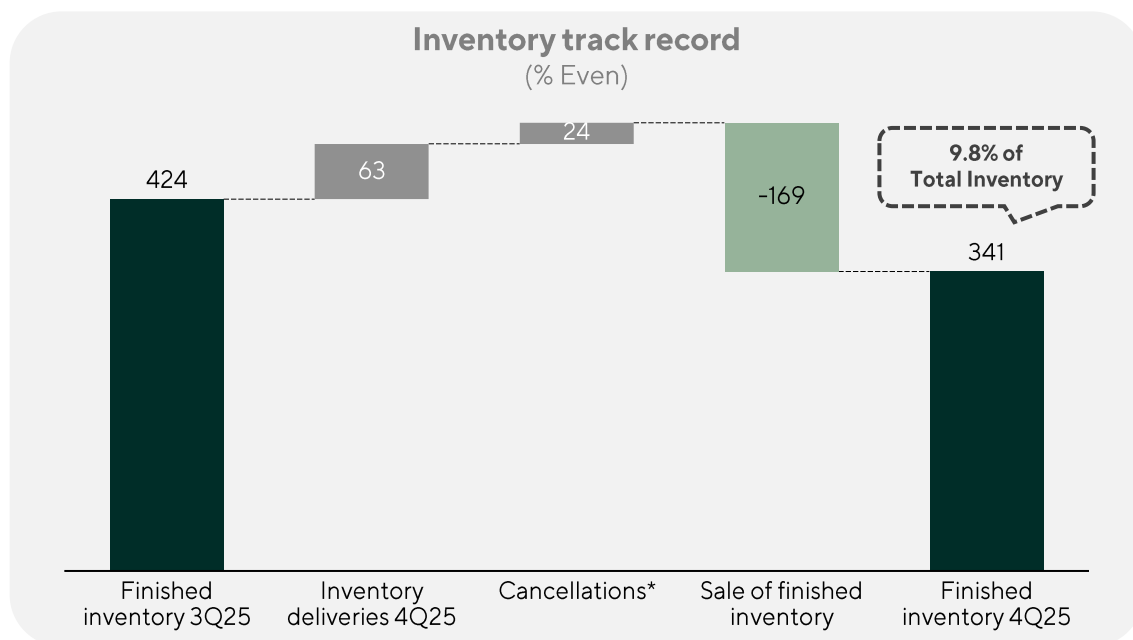 Inventory track record
(% Even)
424
63
24
-169
9.8% of
Total Inventory
341
Finished
inventory 3Q25
Inventory
deliveries 4Q25
Cancellations*
Sale of finished
inventory
Finished
inventory 4Q25